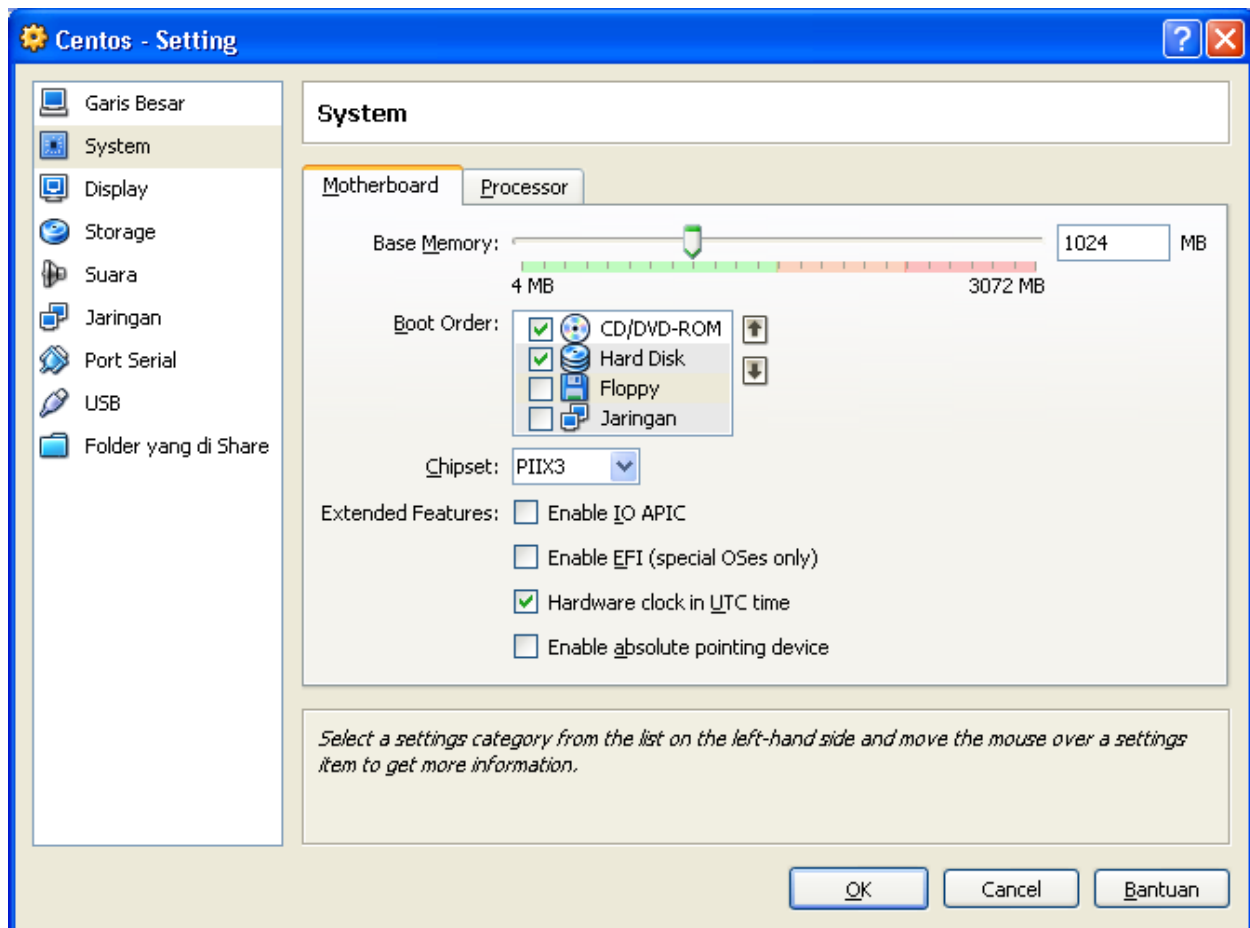 Centos - Setting
Garis Besar
System
Display
Storage
Suara
Jaringan
Port Serial
USB
Folder yang di Share
System
Motherboard
Processor
Base Memory:
1024
MB
4 MB
3072 MB
Boot Order:
CD/DVD-ROM
Hard Disk
Floppy
Jaringan
Chipset:
PIIX3
Extended Features:
Enable IO APIC
Enable EFI (special OSes only)
Hardware clock in UTC time
Enable absolute pointing device
Select a settings category from the list on the left-hand side and move the mouse over a settings
item to get more information.
OK
Cancel
Bantuan